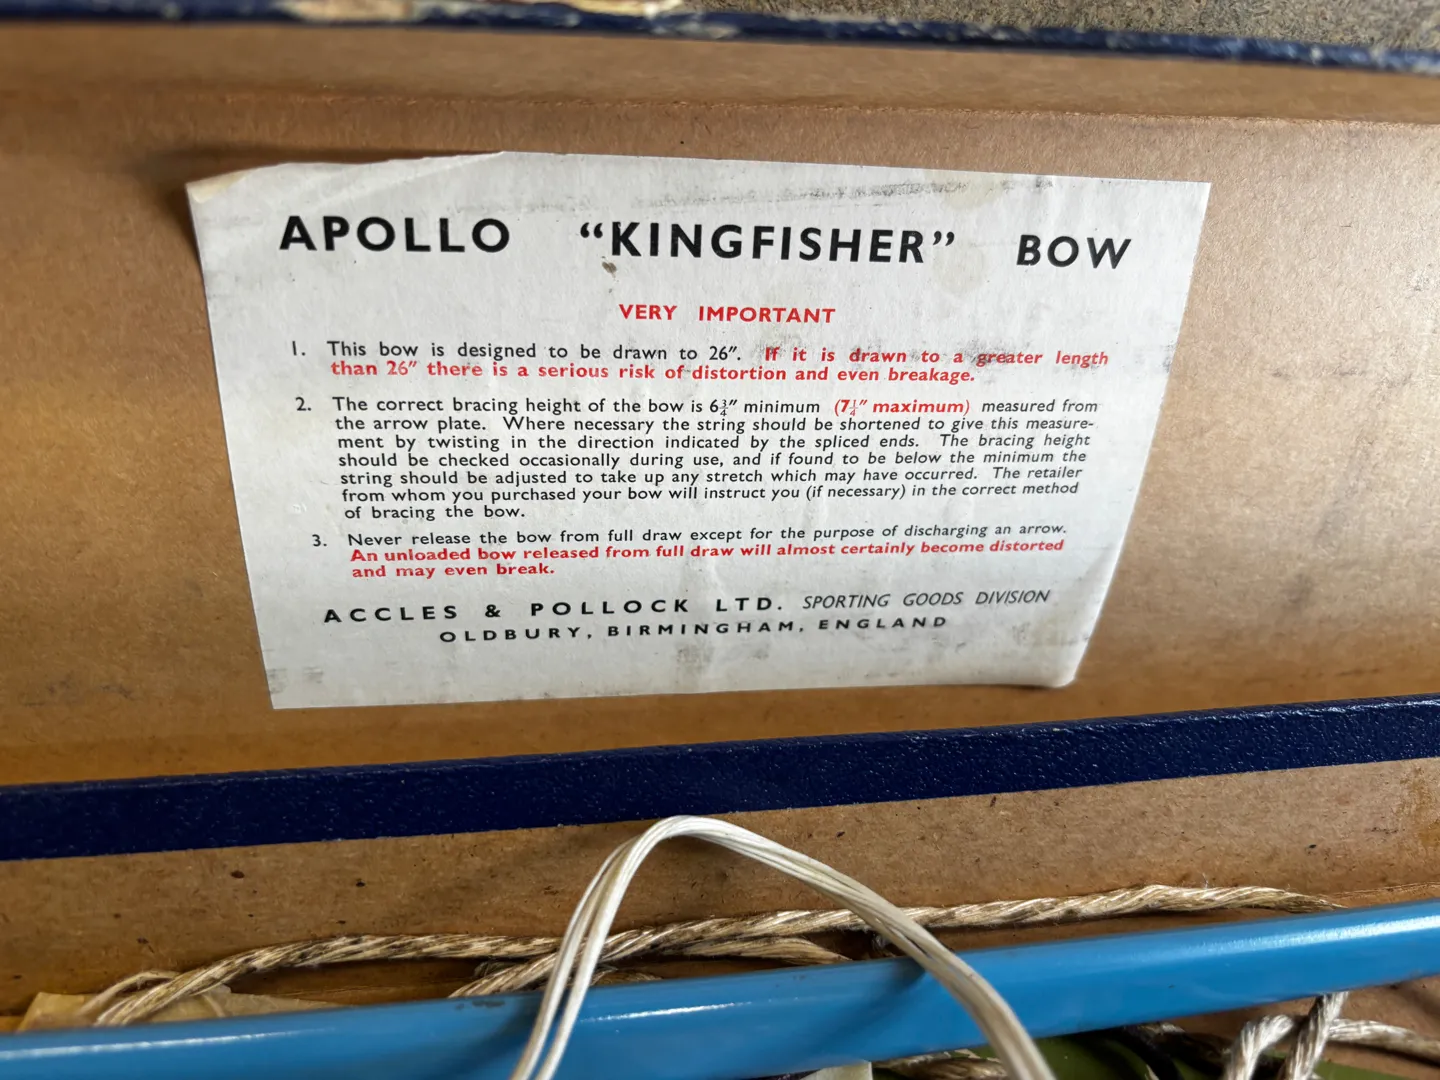 APOLLO “KINGFISHER” BOW
VERY IMPORTANT
1. This bow is designed to be drawn to 26″. If it is drawn to a greater length
than 26″ there is a serious risk of distortion and even breakage.
2. The correct bracing height of the bow is 6¾″ minimum (7¼″ maximum) measured from
the arrow plate. Where necessary the string should be shortened to give this measure-
ment by twisting in the direction indicated by the spliced ends. The bracing height
should be checked occasionally during use, and if found to be below the minimum the
string should be adjusted to take up any stretch which may have occurred. The retailer
from whom you purchased your bow will instruct you (if necessary) in the correct method
of bracing the bow.
3. Never release the bow from full draw except for the purpose of discharging an arrow.
An unloaded bow released from full draw will almost certainly become distorted
and may even break.
ACCLES & POLLOCK LTD. SPORTING GOODS DIVISION
OLDBURY, BIRMINGHAM, ENGLAND